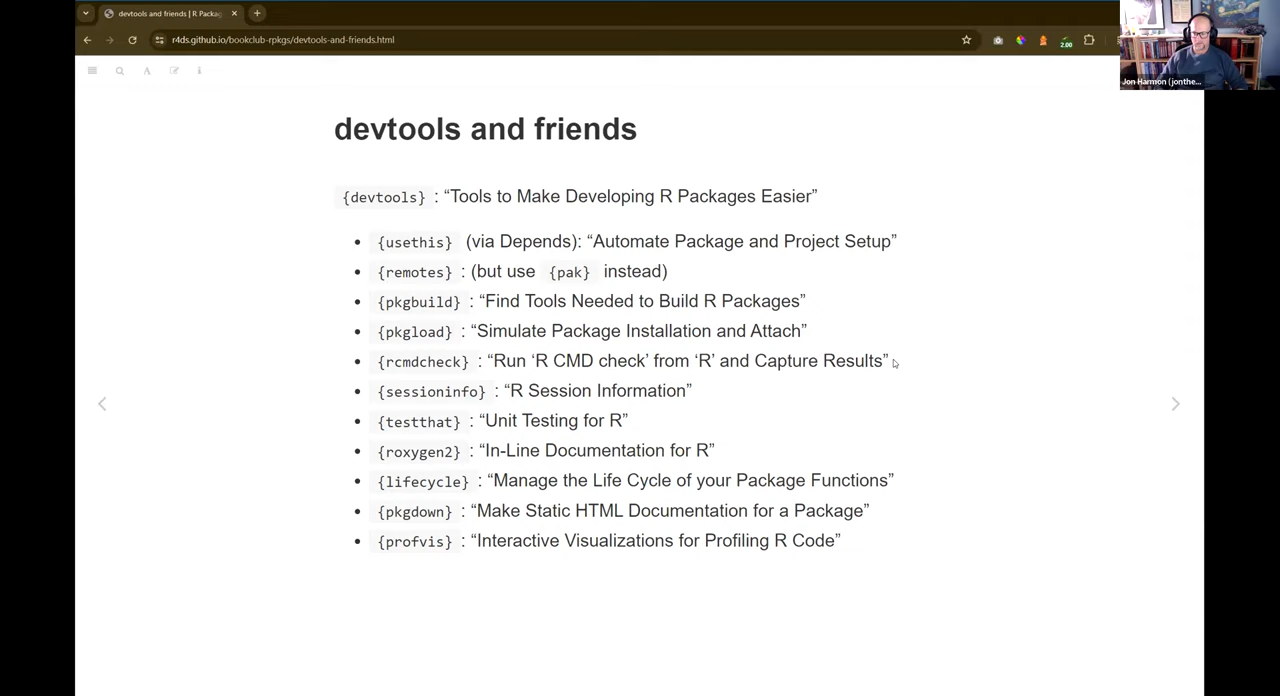 devtools and friends | R Packag
r4ds.github.io/bookclub-rpkgs/devtools-and-friends.html
2.00
Jon Harmon (jonthe...
devtools and friends
{devtools} : “Tools to Make Developing R Packages Easier”
• {usethis} (via Depends): “Automate Package and Project Setup”
• {remotes} : (but use {pak} instead)
• {pkgbuild} : “Find Tools Needed to Build R Packages”
• {pkgload} : “Simulate Package Installation and Attach”
• {rcmdcheck} : “Run ‘R CMD check’ from ‘R’ and Capture Results”
• {sessioninfo} : “R Session Information”
• {testthat} : “Unit Testing for R”
• {roxygen2} : “In-Line Documentation for R”
• {lifecycle} : “Manage the Life Cycle of your Package Functions”
• {pkgdown} : “Make Static HTML Documentation for a Package”
• {profvis} : “Interactive Visualizations for Profiling R Code”